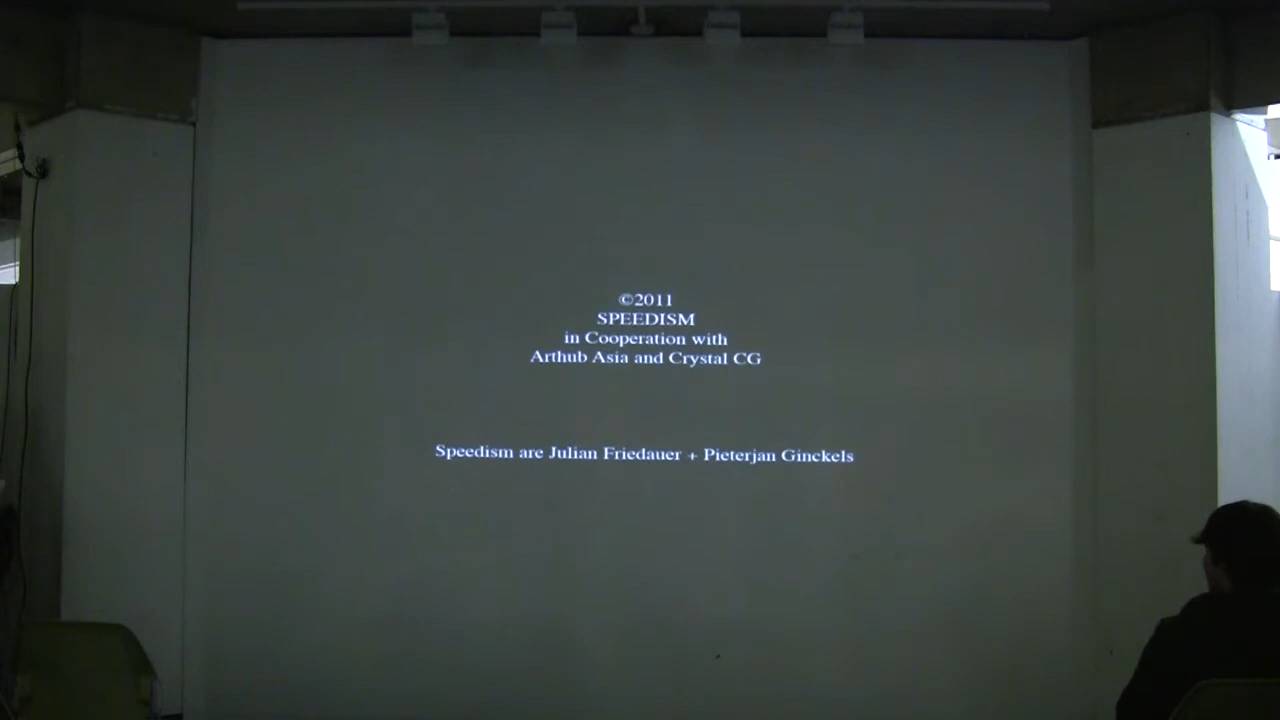 ©2011
SPEEDISM
in Cooperation with
Arthub Asia and Crystal CG
Speedism are Julian Friedauer + Pieterjan Ginckels